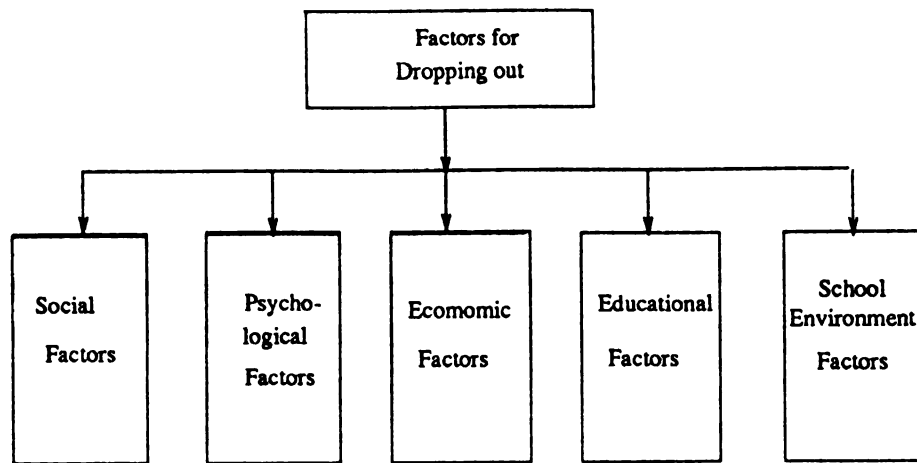 Factors for
Dropping out
Social
Factors
Psycho-
logical
Factors
Ecomomic
Factors
Educational
Factors
School
Environment
Factors